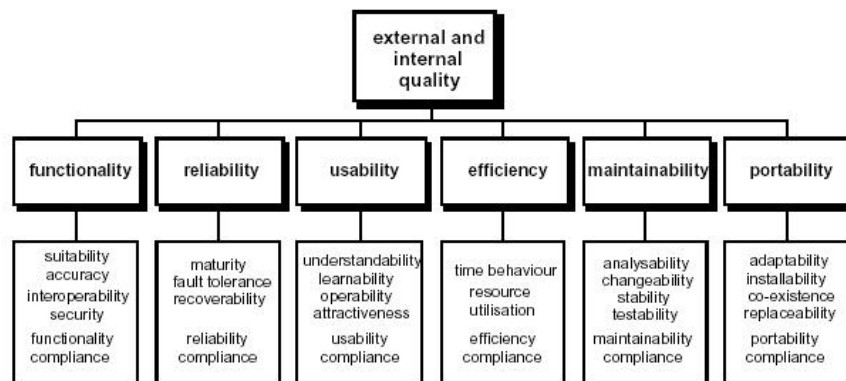 external and
internal
quality
functionality
reliability
usability
efficiency
maintainability
portability
suitability
accuracy
interoperability
security
functionality
compliance
maturity
fault tolerance
recoverability
reliability
compliance
understandability
learnability
operability
attractiveness
usability
compliance
time behaviour
resource
utilisation
efficiency
compliance
analysability
changeability
stability
testability
maintainability
compliance
adaptability
installability
co-existence
replaceability
portability
compliance